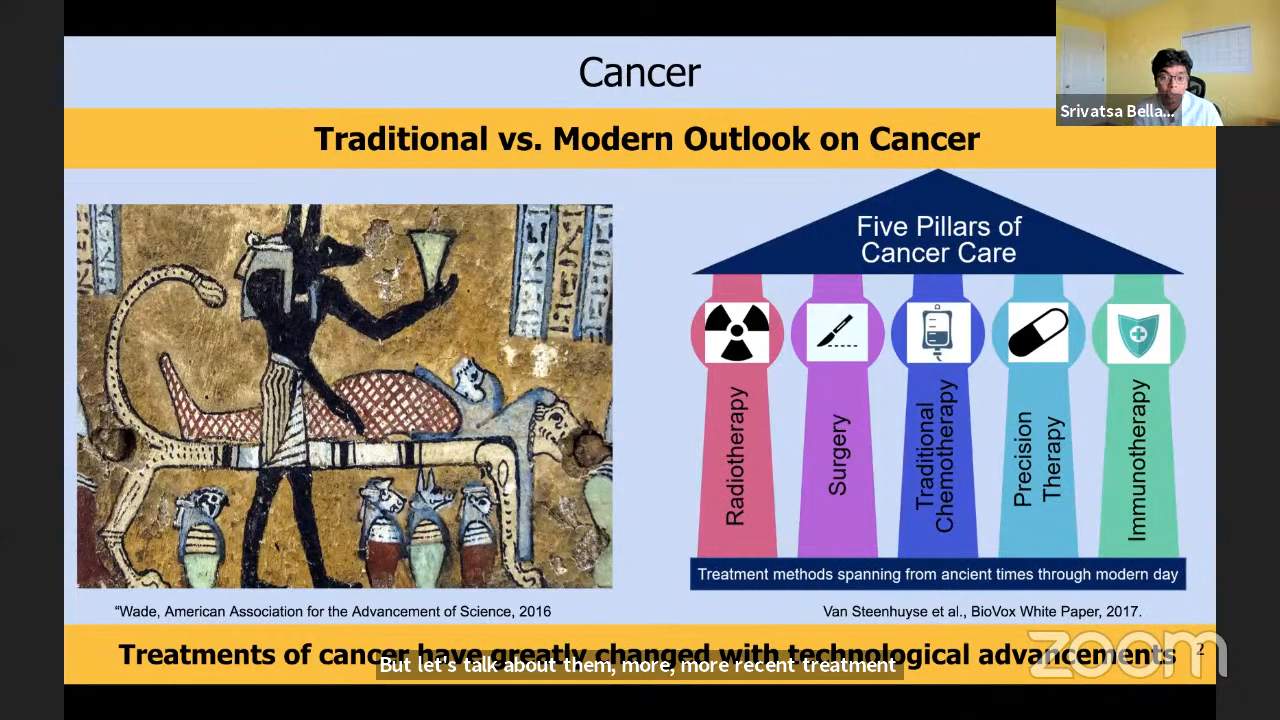 Cancer
Srivatsa Bella...
Traditional vs. Modern Outlook on Cancer
Five Pillars of
Cancer Care
Radiotherapy
Surgery
Traditional
Chemotherapy
Precision
Therapy
Immunotherapy
Treatment methods spanning from ancient times through modern day
“Wade, American Association for the Advancement of Science, 2016
Van Steenhuyse et al., BioVox White Paper, 2017.
Treatments of cancer have greatly changed with technological advancements
2
But let's talk about them, more, more recent treatment
zoom